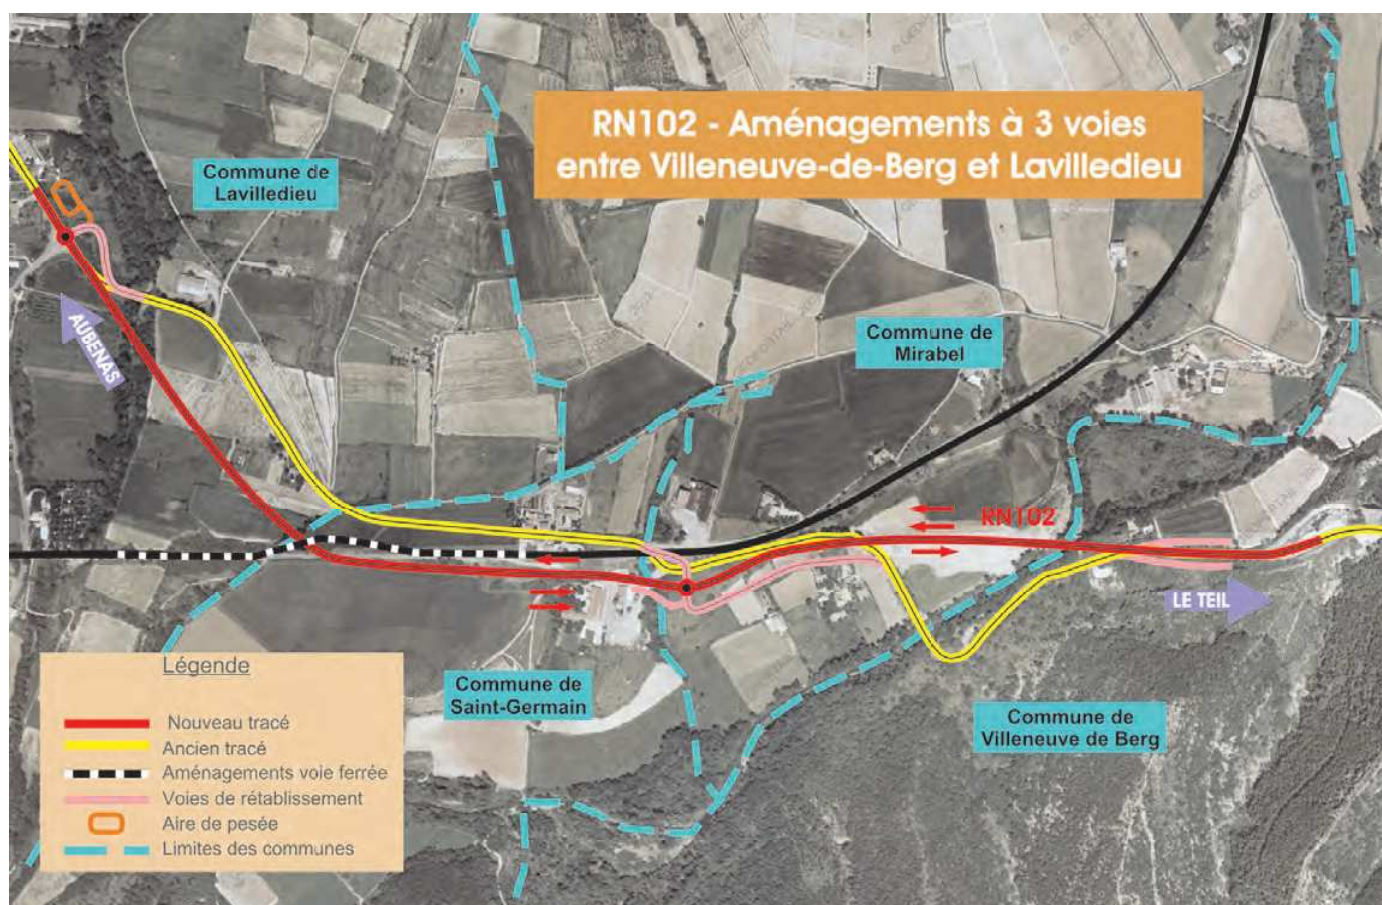 RN102 - Aménagements à 3 voies
entre Villeneuve-de-Berg et Lavilledieu
Commune de
Lavilledieu
AUBENAS
Commune de
Mirabel
RN102
LE TEIL
Commune de
Saint-Germain
Commune de
Villeneuve de Berg
Légende
Nouveau tracé
Ancien tracé
Aménagements voie ferrée
Voies de rétablissement
Aire de pesée
Limites des communes